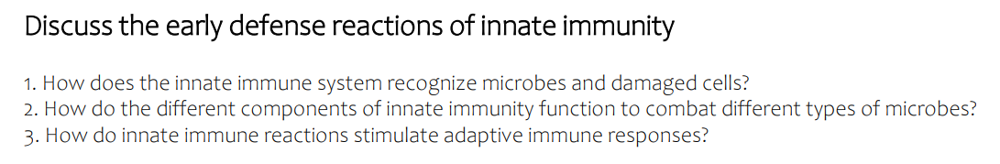 Discuss the early defense reactions of innate immunity
1. How does the innate immune system recognize microbes and damaged cells?
2. How do the different components of innate immunity function to combat different types of microbes?
3. How do innate immune reactions stimulate adaptive immune responses?